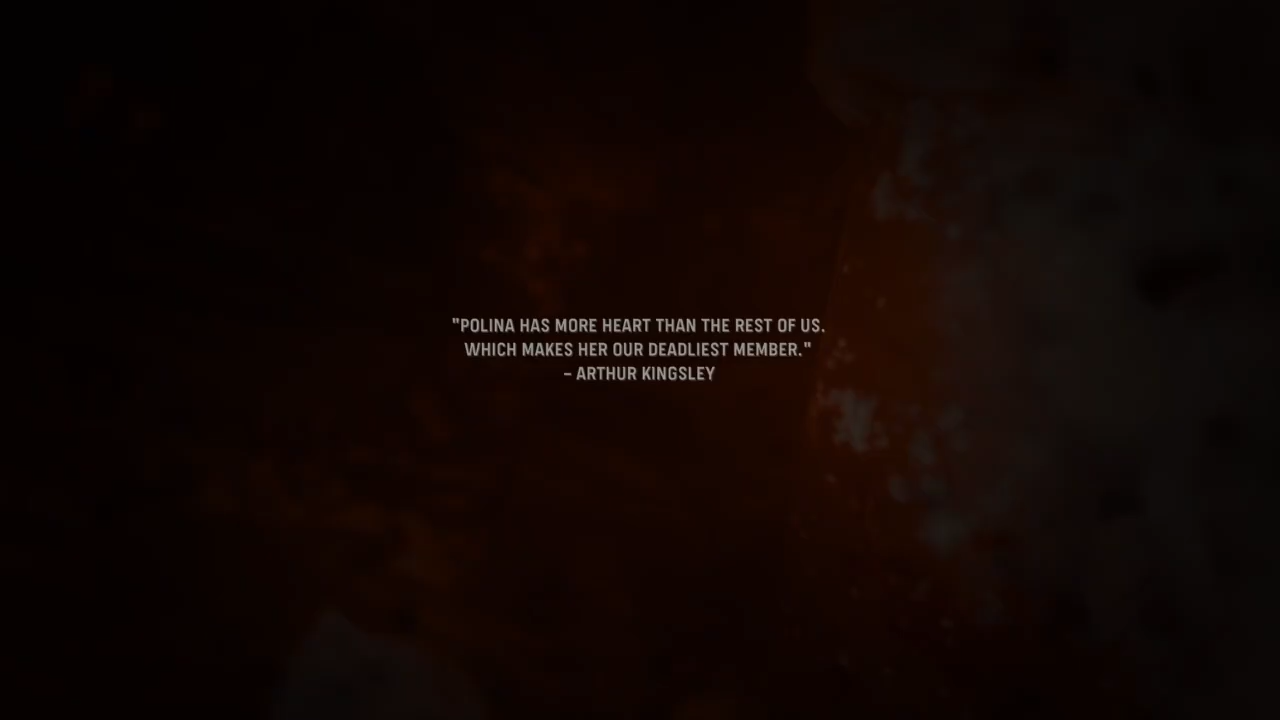 "POLINA HAS MORE HEART THAN THE REST OF US.
WHICH MAKES HER OUR DEADLIEST MEMBER."
– ARTHUR KINGSLEY